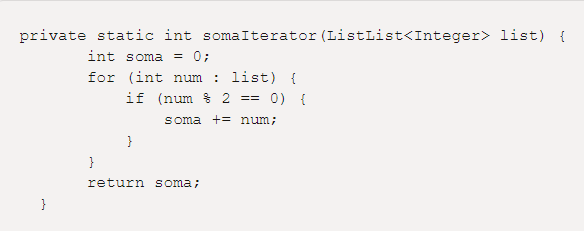 private static int somaIterator(ListList<Integer> list) {
int soma = 0;
for (int num : list) {
if (num % 2 == 0) {
soma += num;
}
}
return soma;
}